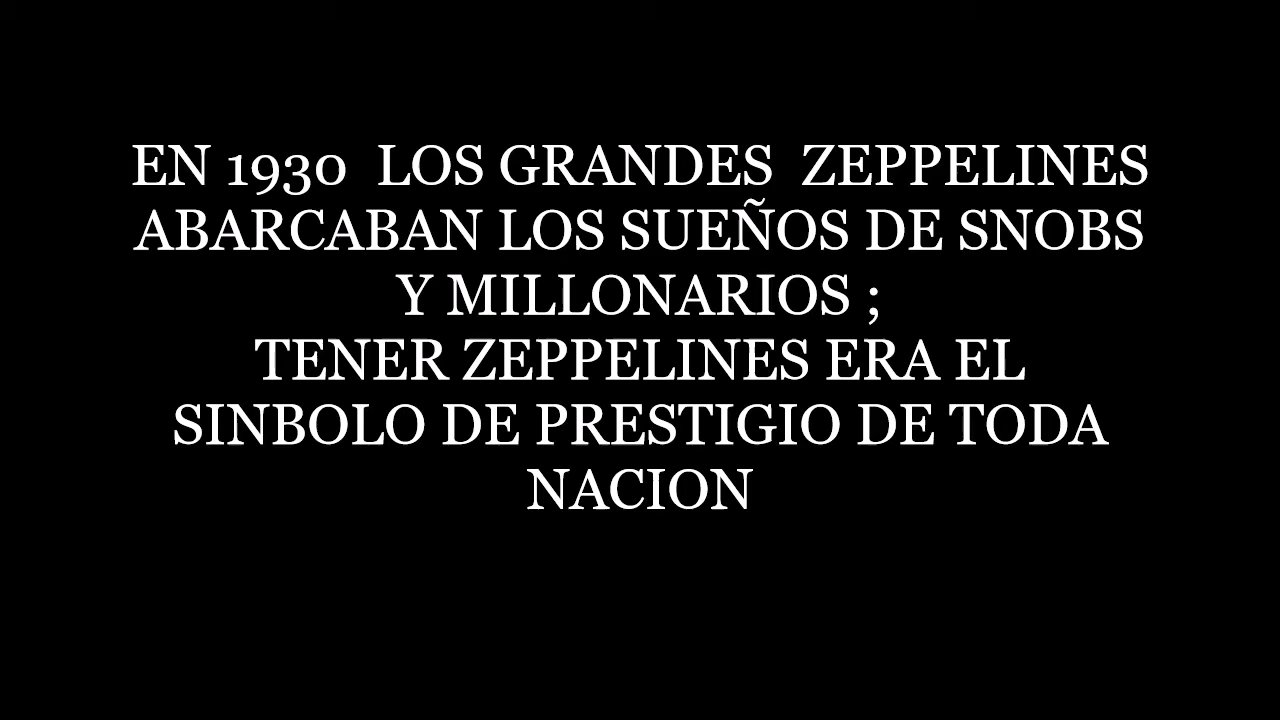 EN 1930  LOS GRANDES  ZEPPELINES
ABARCABAN LOS SUEÑOS DE SNOBS
Y MILLONARIOS ;
TENER ZEPPELINES ERA EL
SINBOLO DE PRESTIGIO DE TODA
NACION